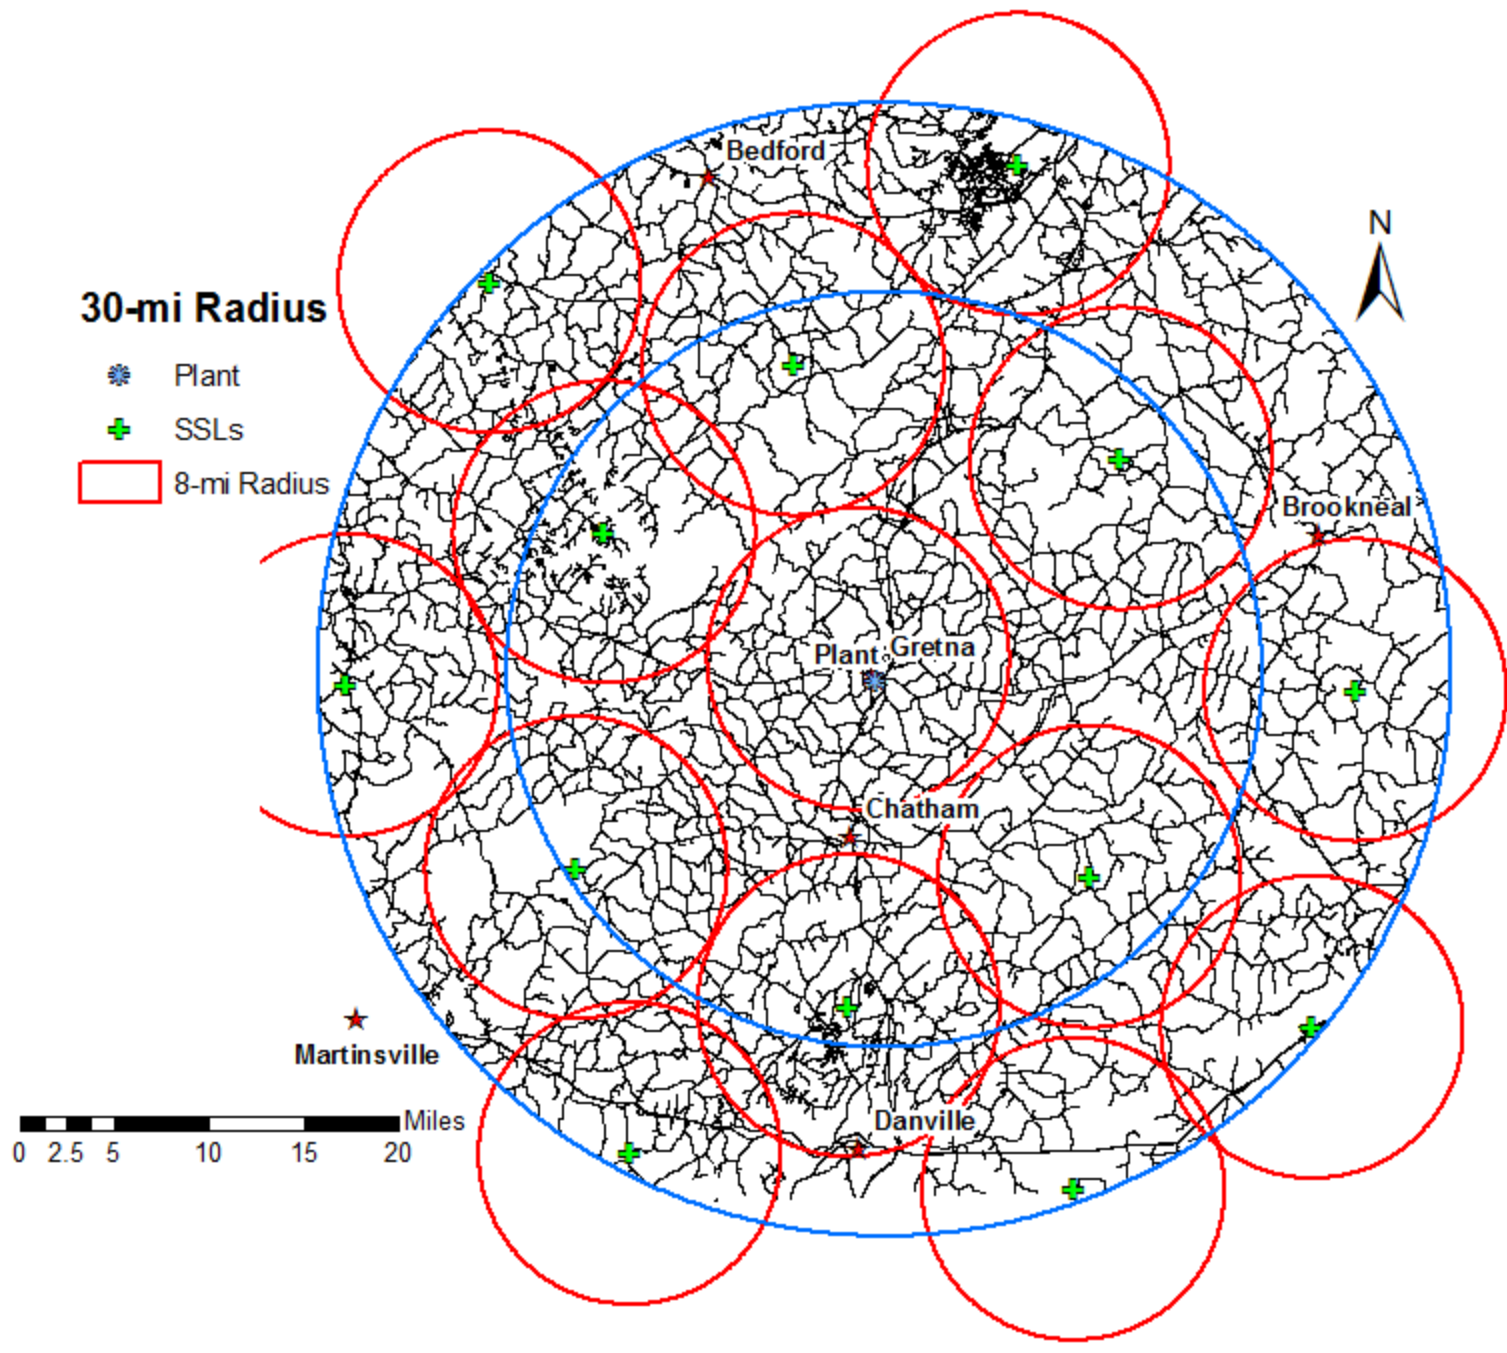 Bedford
N
30-mi Radius
Plant
SSLs
8-mi Radius
Brookneal
Plant Gretna
Chatham
Martinsville
Miles
0 2.5 5 10 15 20
Danville